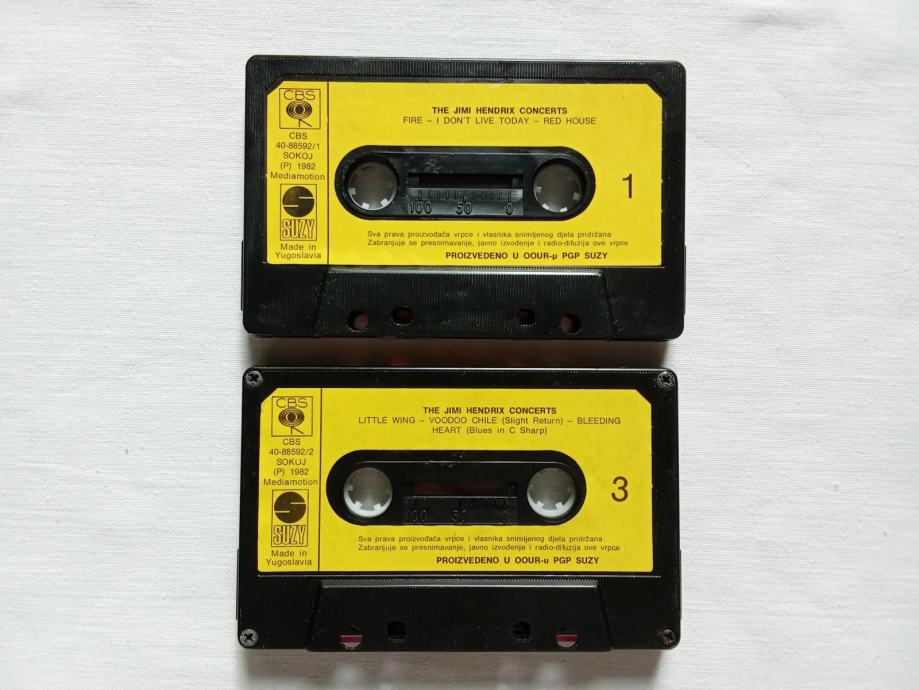 CBS
CBS
40-88592/1
SOKOJ
(P) 1982
Mediamotion
SUZY
Made in
Yugoslavia
THE JIMI HENDRIX CONCERTS
FIRE – I DON'T LIVE TODAY – RED HOUSE
1
100 50 0
Sva prava proizvođača vrpce i vlasnika snimljenog djela pridržana
Zabranjuje se presnimavanje, javno izvođenje i radio-difuzija ove vrpce
PROIZVEDENO U OOUR-µ PGP SUZY
CBS
CBS
40-88592/2
SOKOJ
(P) 1982
Mediamotion
SUZY
Made in
Yugoslavia
THE JIMI HENDRIX CONCERTS
LITTLE WING – VOODOO CHILE (Slight Return) – BLEEDING
HEART (Blues in C Sharp)
3
100 50 0
Sva prava proizvođača vrpce i vlasnika snimljenog djela pridržana
Zabranjuje se presnimavanje, javno izvođenje i radio-difuzija ove vrpce
PROIZVEDENO U OOUR-u PGP SUZY